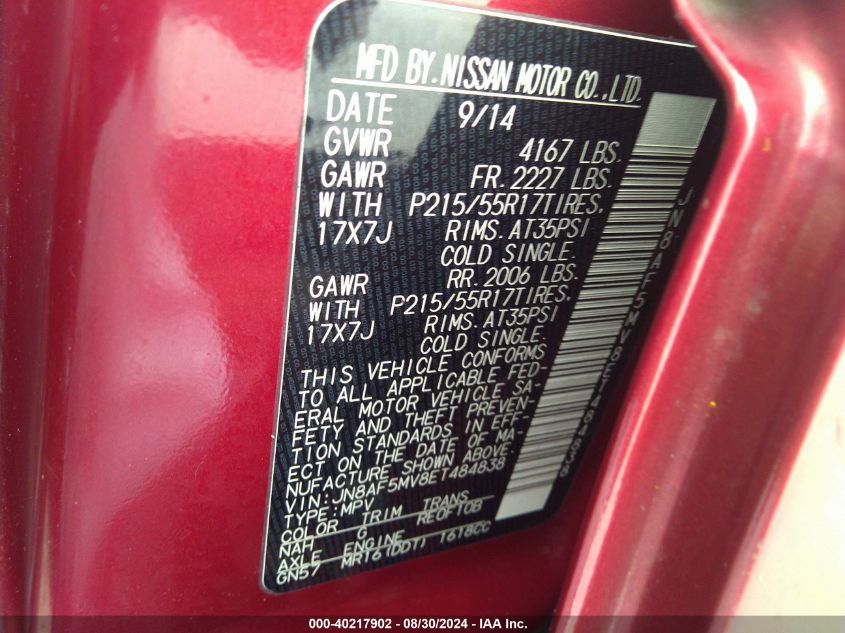 MFD BY.NISSAN MOTOR CO.,LTD.
DATE 9/14
GVWR 4167 LBS.
GAWR FR.2227 LBS.
WITH P215/55R17TIRES.
17X7J RIMS.AT35PSI
COLD SINGLE.
GAWR RR.2006 LBS.
WITH P215/55R17TIRES.
17X7J RIMS.AT35PSI
COLD SINGLE.
THIS VEHICLE CONFORMS
TO ALL APPLICABLE FED-
ERAL MOTOR VEHICLE SA-
FETY AND THEFT PREVEN-
TION STANDARDS IN EFF-
ECT ON THE DATE OF MA-
NUFACTURE SHOWN ABOVE.
VIN:JN8AF5MV8ET484838
TYPE:MPV
COLOR TRIM TRANS
NAH G RE0F10B
AXLE ENGINE
GN57 MR16(DDT) 1618CC
JN8AF5MV8ET484838
000-40217902 - 08/30/2024 - IAA Inc.